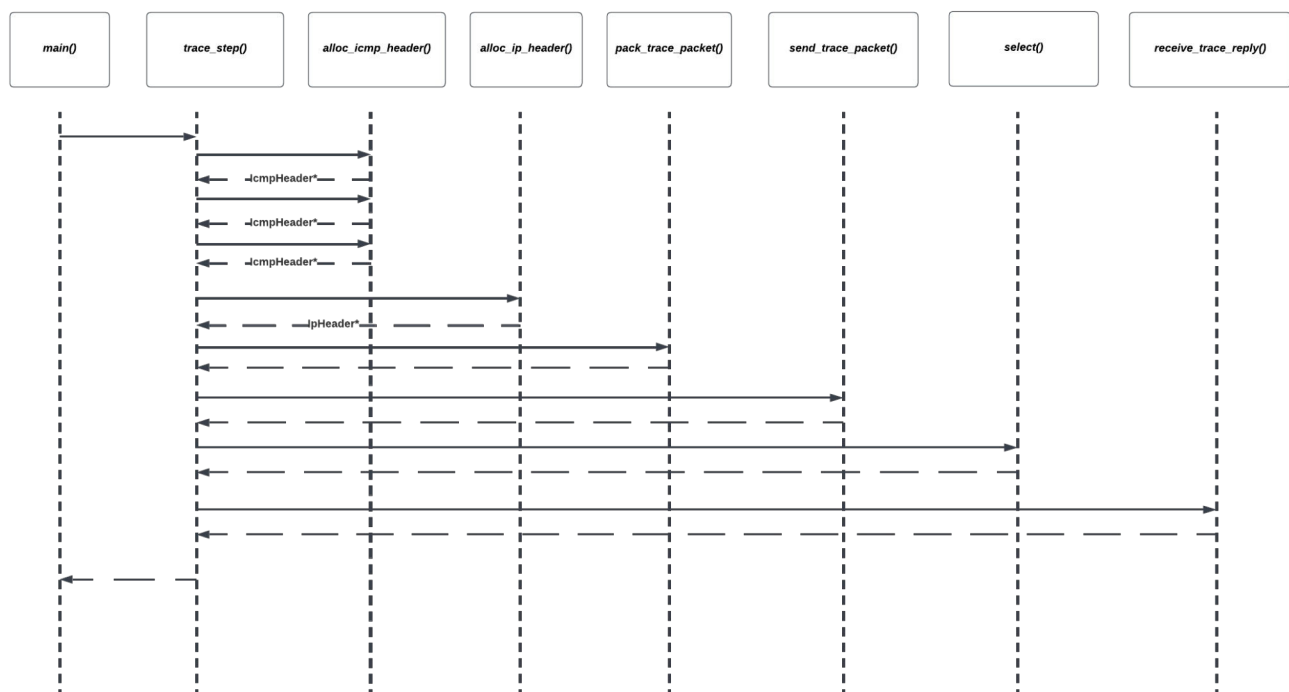 main()
trace_step()
alloc_icmp_header()
alloc_ip_header()
pack_trace_packet()
send_trace_packet()
select()
receive_trace_reply()
IcmpHeader*
IcmpHeader*
IcmpHeader*
IpHeader*